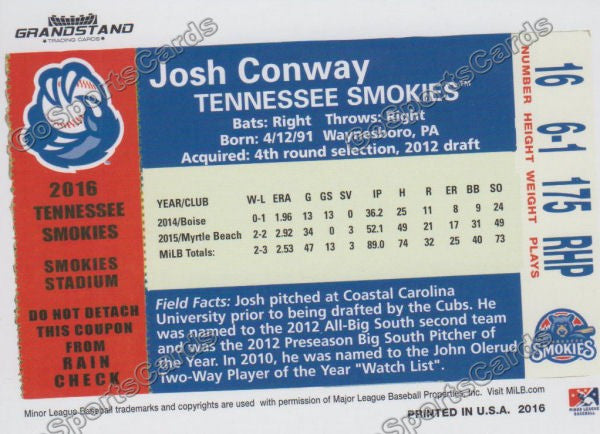 GRANDSTAND
TRADING CARDS
Josh Conway
TENNESSEE SMOKIES™
Bats: Right Throws: Right
Born: 4/12/91 Waynesboro, PA
Acquired: 4th round selection, 2012 draft
2016
TENNESSEE
SMOKIES
SMOKIES
STADIUM
DO NOT DETACH
THIS COUPON
FROM
RAIN
CHECK
YEAR/CLUB W-L ERA G GS SV IP H R ER BB SO
2014/Boise 0-1 1.96 13 13 0 36.2 25 11 8 9 24
2015/Myrtle Beach 2-2 2.92 34 0 3 52.1 49 21 17 31 49
MiLB Totals: 2-3 2.53 47 13 3 89.0 74 32 25 40 73
Field Facts: Josh pitched at Coastal Carolina
University prior to being drafted by the Cubs. He
was named to the 2012 All-Big South second team
and was the 2012 Preseason Big South Pitcher of
the Year. In 2010, he was named to the John Olerud
Two-Way Player of the Year "Watch List".
NUMBER HEIGHT WEIGHT PLAYS
16 6-1 175 RHP
SMOKIES
Minor League Baseball trademarks and copyrights are used with permission of Major League Baseball Properties, Inc. Visit MiLB.com
PRINTED IN U.S.A. 2016
MINOR LEAGUE
BASEBALL
GoSportsCards
GoSportsCards
GoSportsCards
GoSportsCards
GoSportsCards